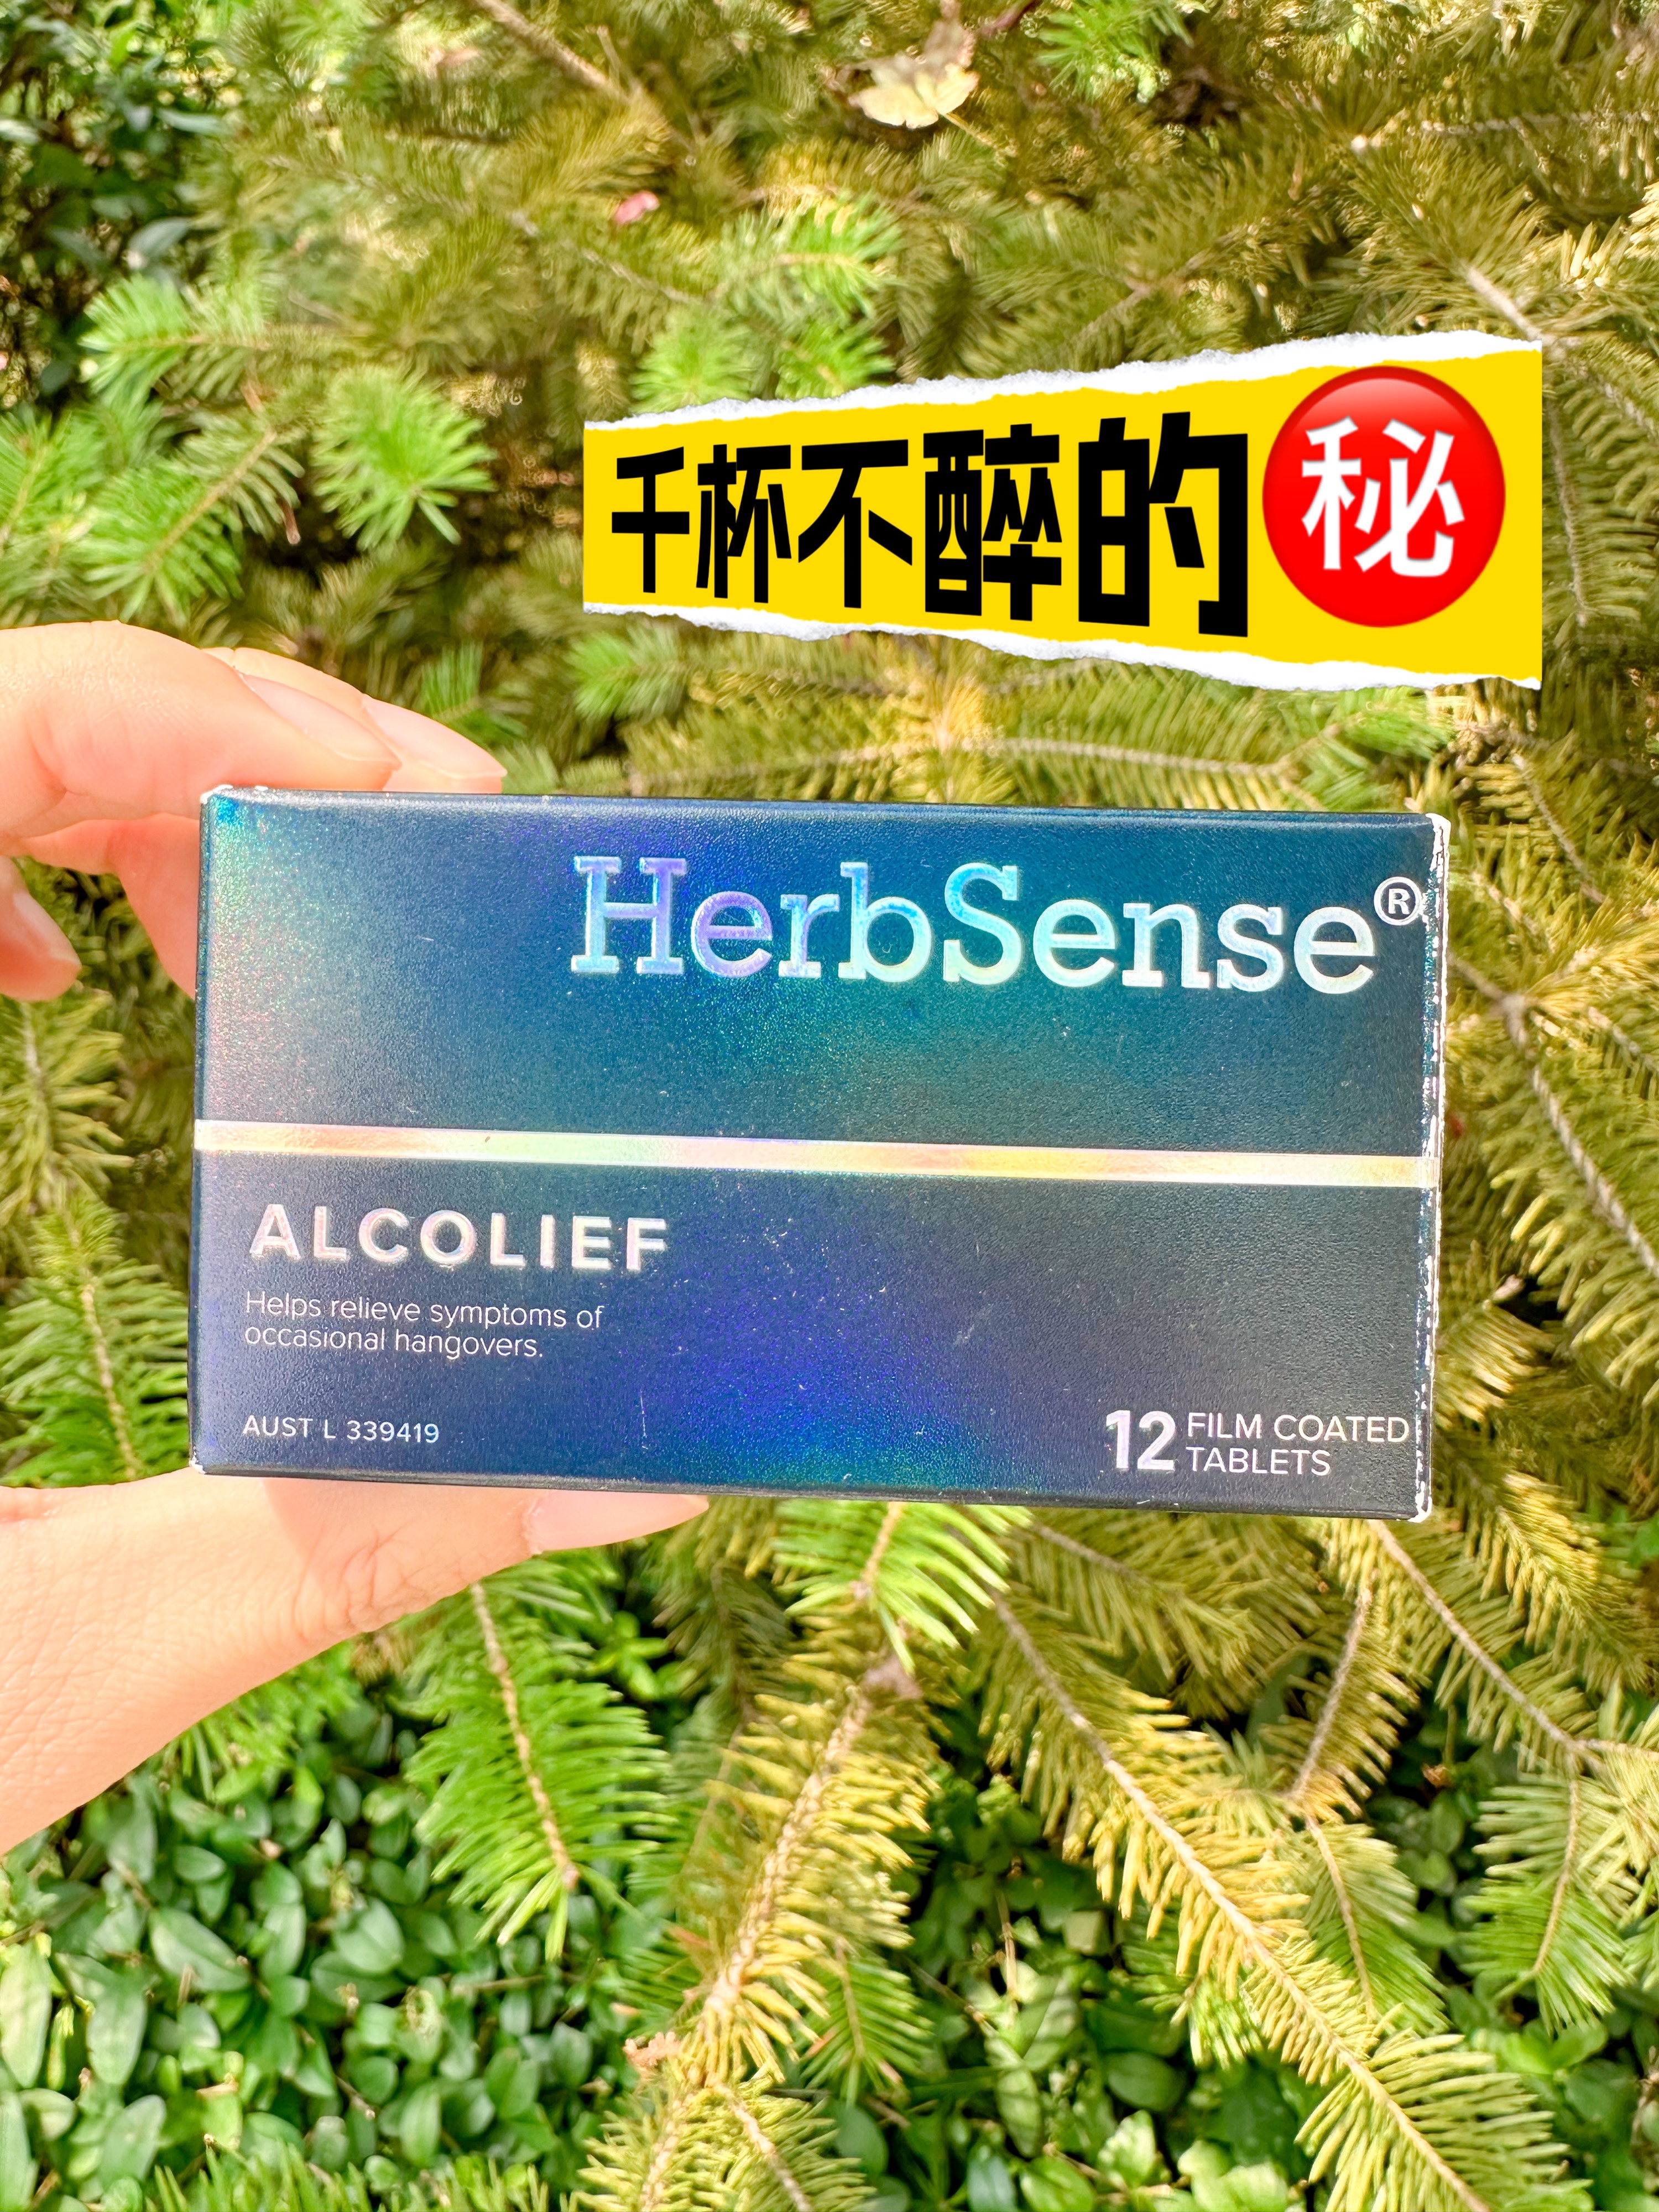 千杯不醉的㊙
HerbSense®
ALCOLIEF
Helps relieve symptoms of
occasional hangovers.
AUST L 339419
12 FILM COATED
TABLETS